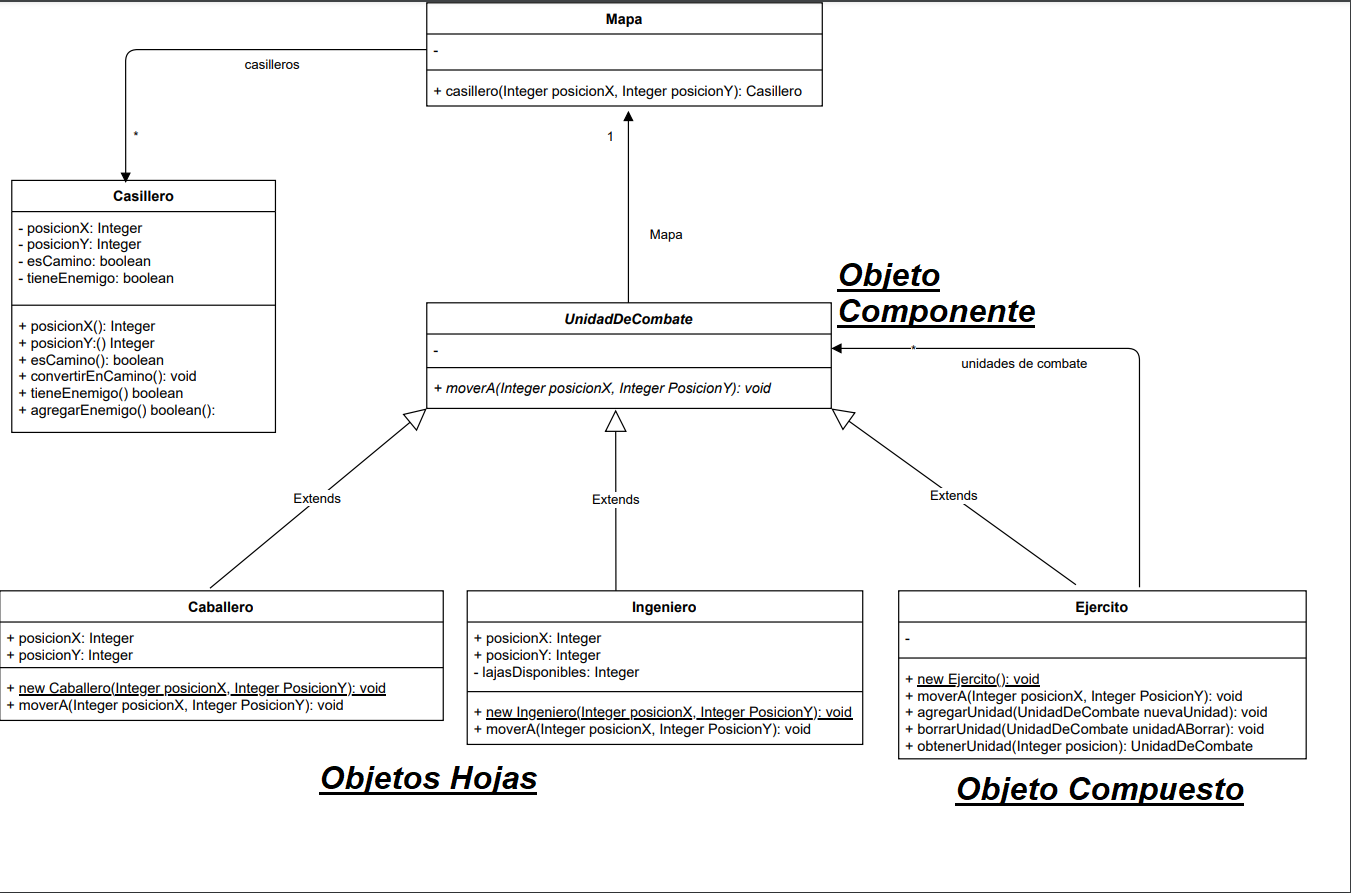 Mapa
-
+ casillero(Integer posicionX, Integer posicionY): Casillero
casilleros
*
1
Mapa
Casillero
- posicionX: Integer
- posicionY: Integer
- esCamino: boolean
- tieneEnemigo: boolean
+ posicionX(): Integer
+ posicionY:() Integer
+ esCamino(): boolean
+ convertirEnCamino(): void
+ tieneEnemigo() boolean
+ agregarEnemigo() boolean():
Objeto
Componente
UnidadDeCombate
-
+ moverA(Integer posicionX, Integer PosicionY): void
*
unidades de combate
Extends
Extends
Extends
Caballero
+ posicionX: Integer
+ posicionY: Integer
+ new Caballero(Integer posicionX, Integer PosicionY): void
+ moverA(Integer posicionX, Integer PosicionY): void
Ingeniero
+ posicionX: Integer
+ posicionY: Integer
- lajasDisponibles: Integer
+ new Ingeniero(Integer posicionX, Integer PosicionY): void
+ moverA(Integer posicionX, Integer PosicionY): void
Ejercito
-
+ new Ejercito(): void
+ moverA(Integer posicionX, Integer PosicionY): void
+ agregarUnidad(UnidadDeCombate nuevaUnidad): void
+ borrarUnidad(UnidadDeCombate unidadABorrar): void
+ obtenerUnidad(Integer posicion): UnidadDeCombate
Objetos Hojas
Objeto Compuesto